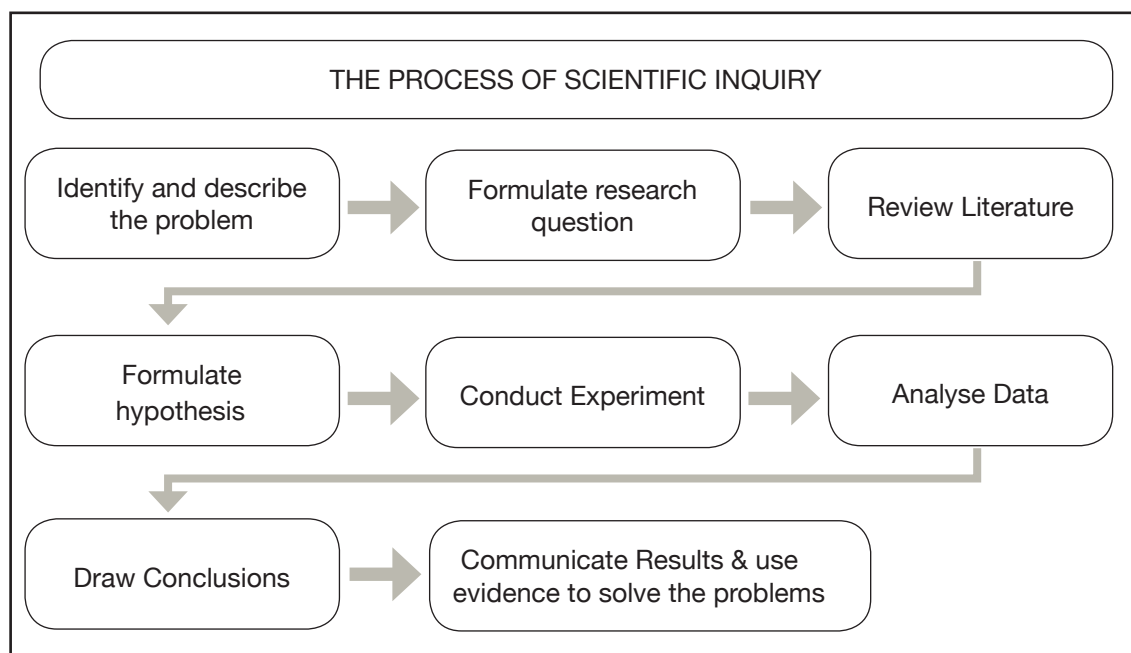 THE PROCESS OF SCIENTIFIC INQUIRY
Identify and describe
the problem
Formulate research
question
Review Literature
Formulate
hypothesis
Conduct Experiment
Analyse Data
Draw Conclusions
Communicate Results & use
evidence to solve the problems